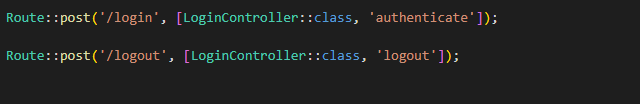 Route::post('/login', [LoginController::class, 'authenticate']);
Route::post('/logout', [LoginController::class, 'logout']);